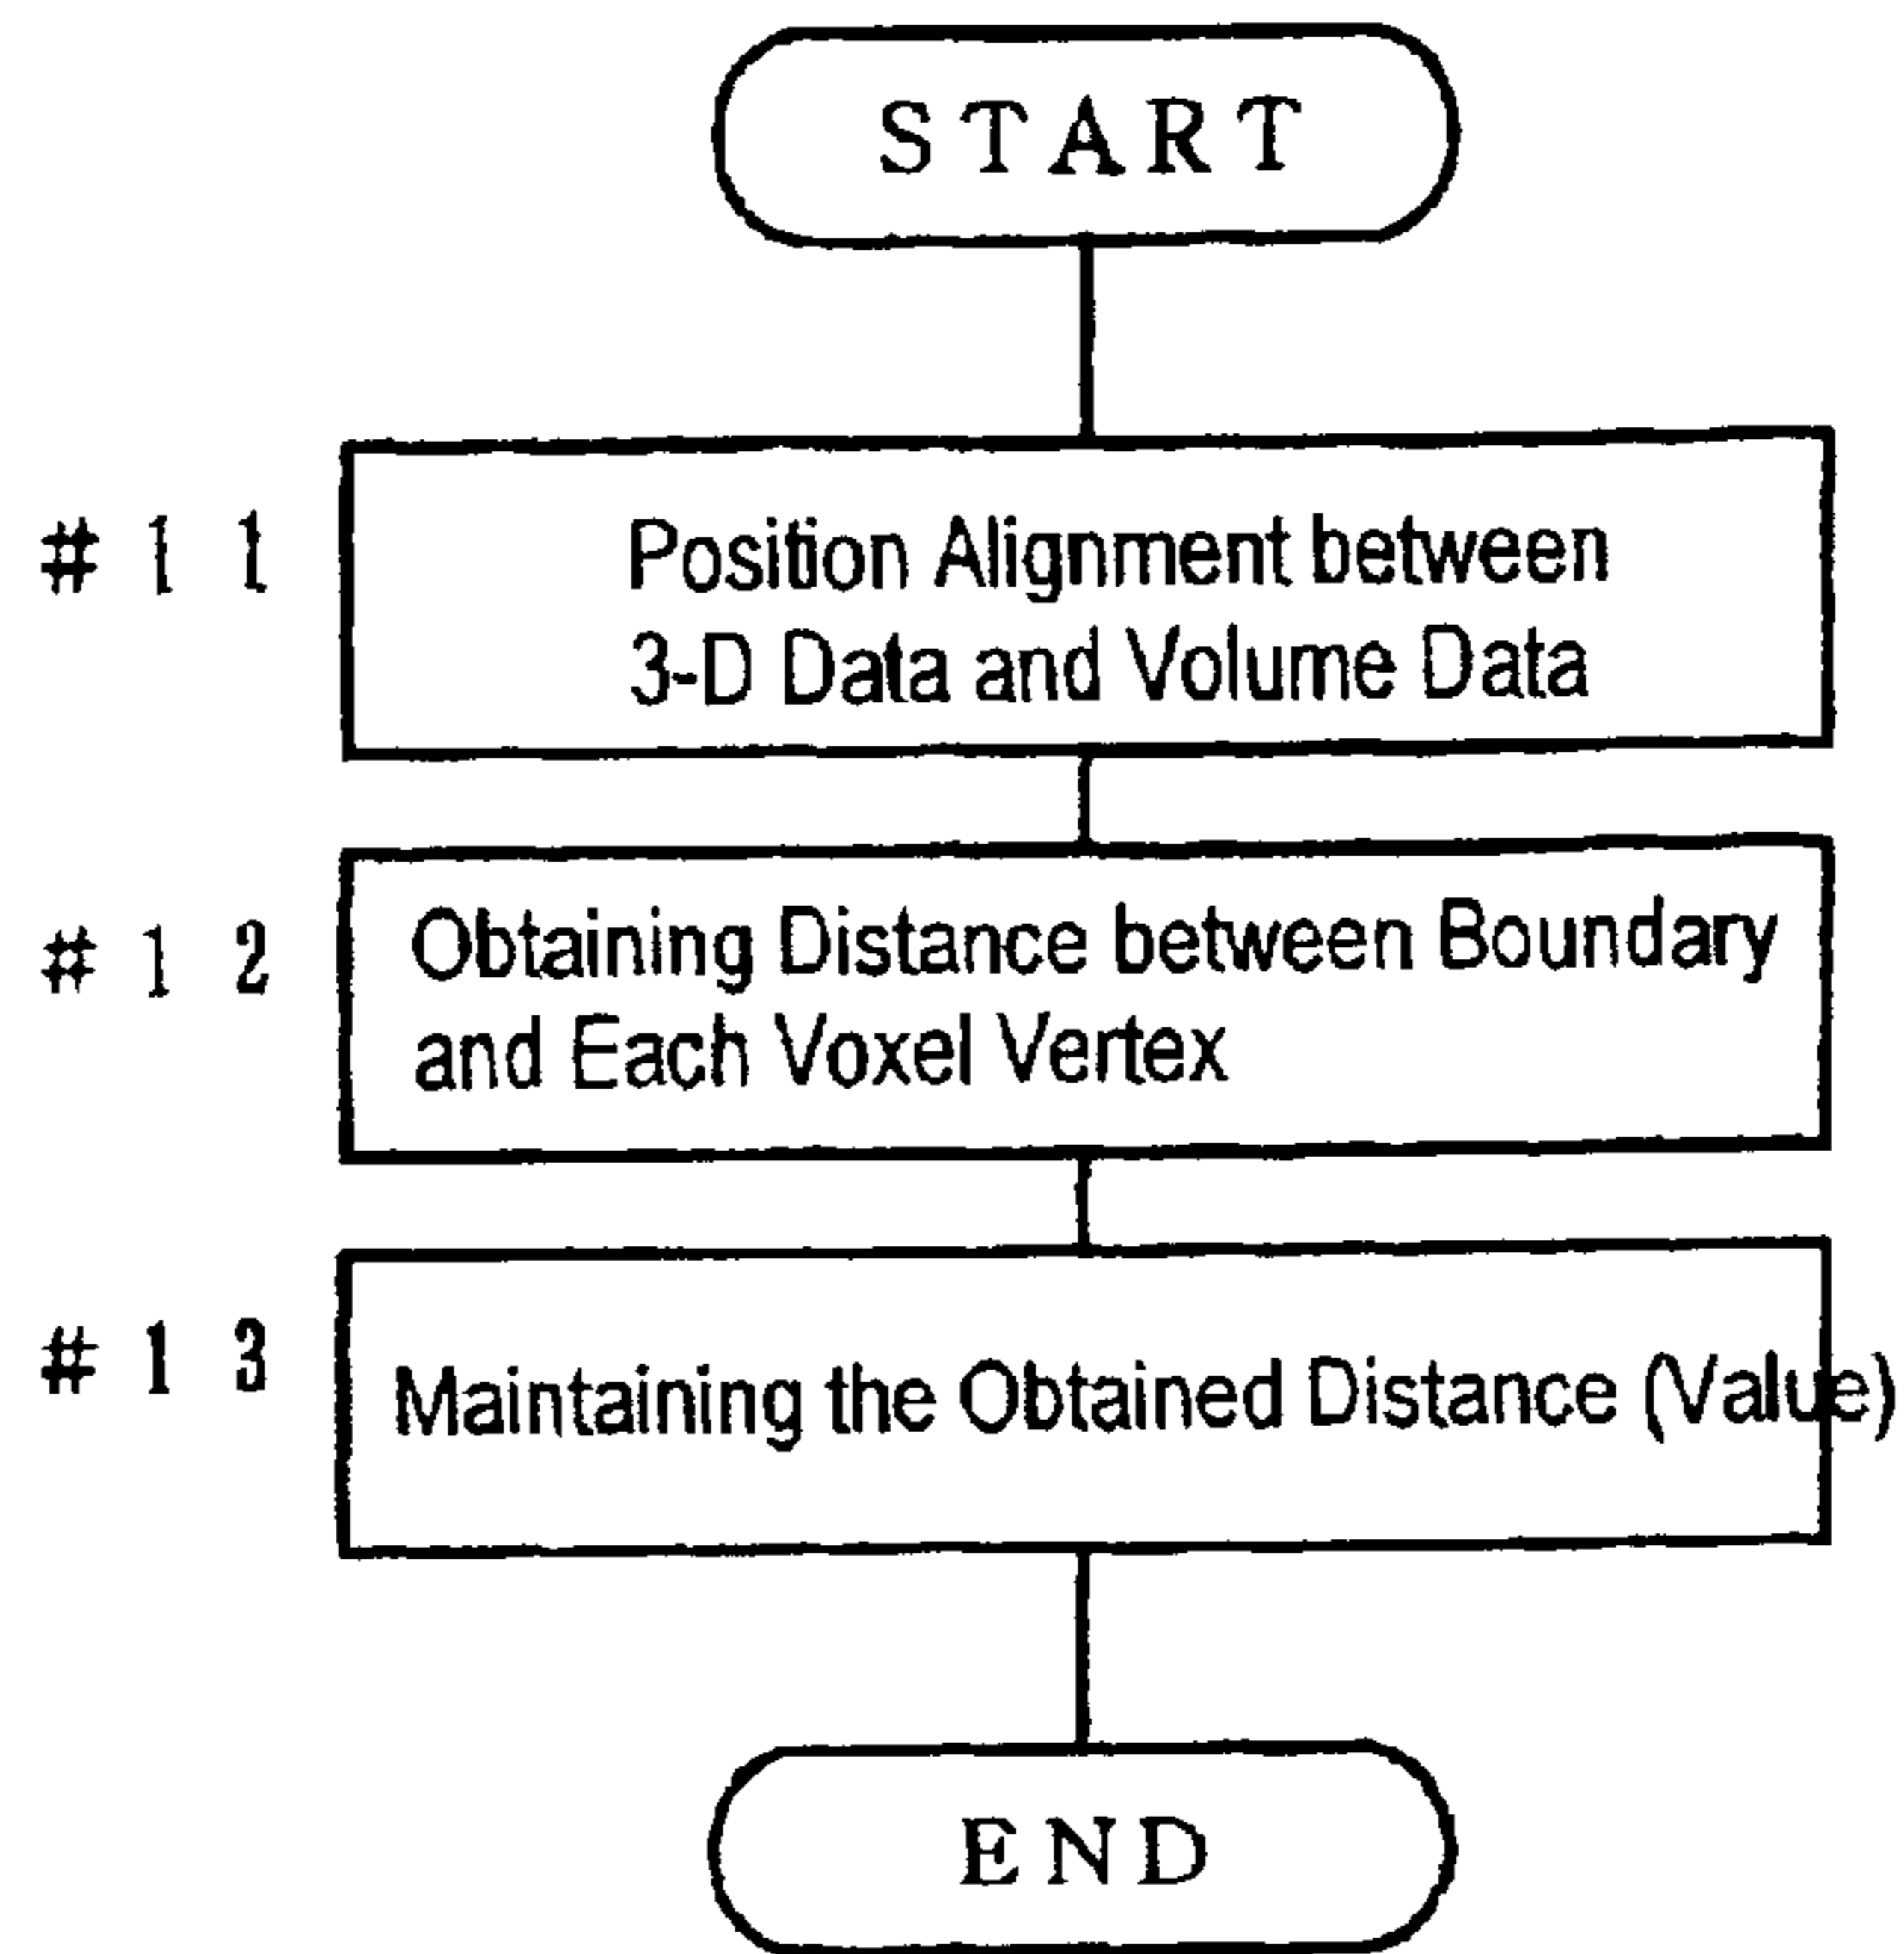 START
#11
Position Alignment between
3-D Data and Volume Data
#12
Obtaining Distance between Boundary
and Each Voxel Vertex
#13
Maintaining the Obtained Distance (Value)
END